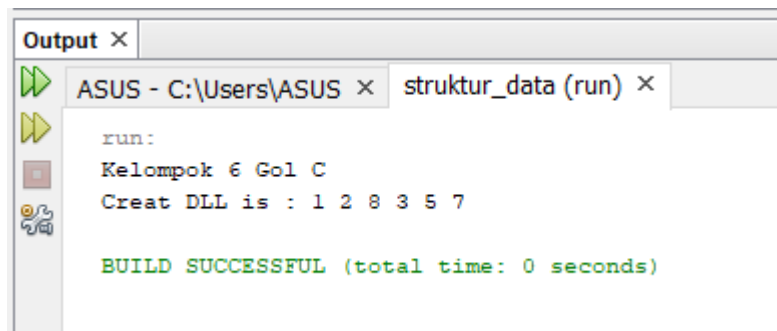 Output ×
ASUS - C:\Users\ASUS × struktur_data (run) ×
run:
Kelompok 6 Gol C
Creat DLL is : 1 2 8 3 5 7
BUILD SUCCESSFUL (total time: 0 seconds)